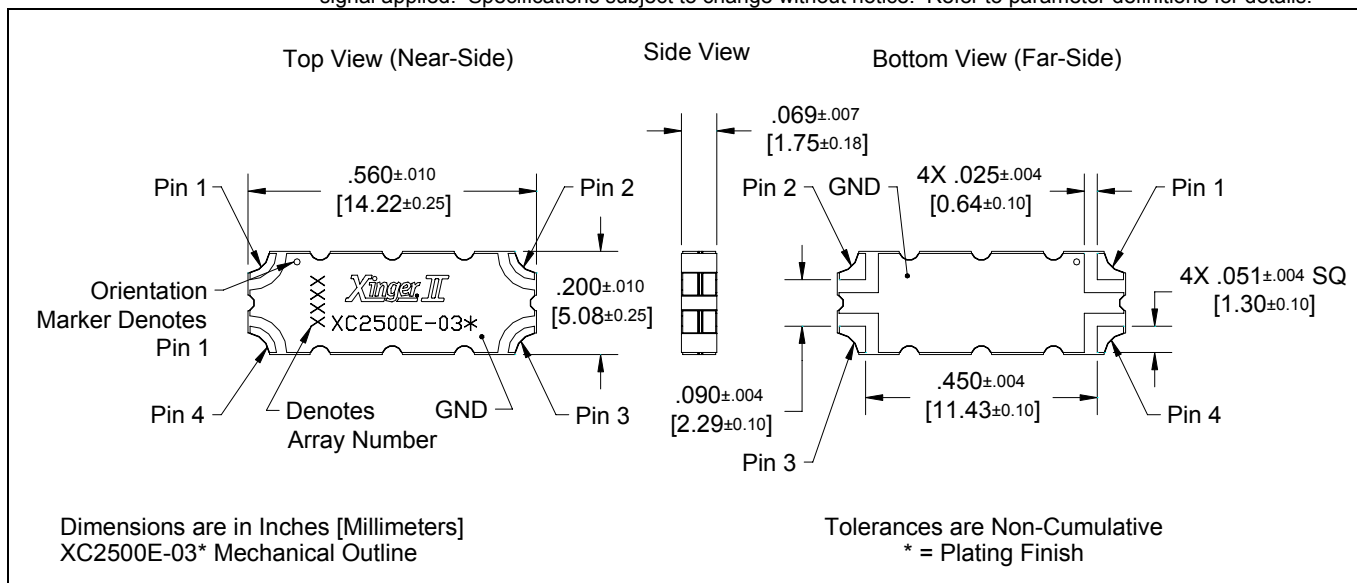 signal applied. Specifications subject to change without notice. Refer to parameter definitions for details.
Top View (Near-Side)
Side View
Bottom View (Far-Side)
.069±.007
[1.75±0.18]
Pin 1
.560±.010
[14.22±0.25]
Pin 2
Pin 2
GND
4X .025±.004
[0.64±0.10]
Pin 1
Orientation
Marker Denotes
Pin 1
XXXX
Xinger II
XC2500E-03*
.200±.010
[5.08±0.25]
4X .051±.004 SQ
[1.30±0.10]
Pin 4
Denotes
Array Number
GND
Pin 3
.090±.004
[2.29±0.10]
Pin 3
.450±.004
[11.43±0.10]
Pin 4
Dimensions are in Inches [Millimeters]
XC2500E-03* Mechanical Outline
Tolerances are Non-Cumulative
* = Plating Finish